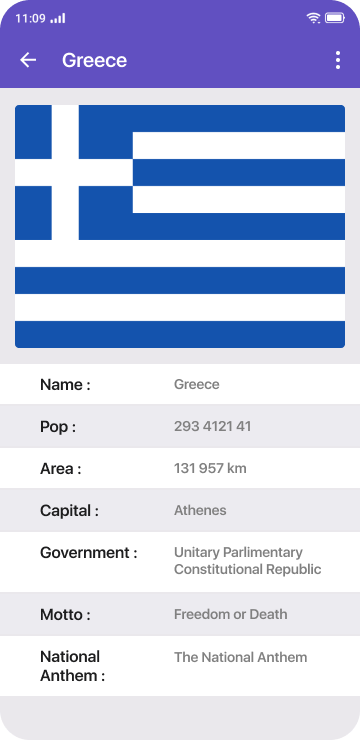 11:09
Greece
Name :
Greece
Pop :
293 4121 41
Area :
131 957 km
Capital :
Athenes
Government :
Unitary Parlimentary
Constitutional Republic
Motto :
Freedom or Death
National
Anthem :
The National Anthem